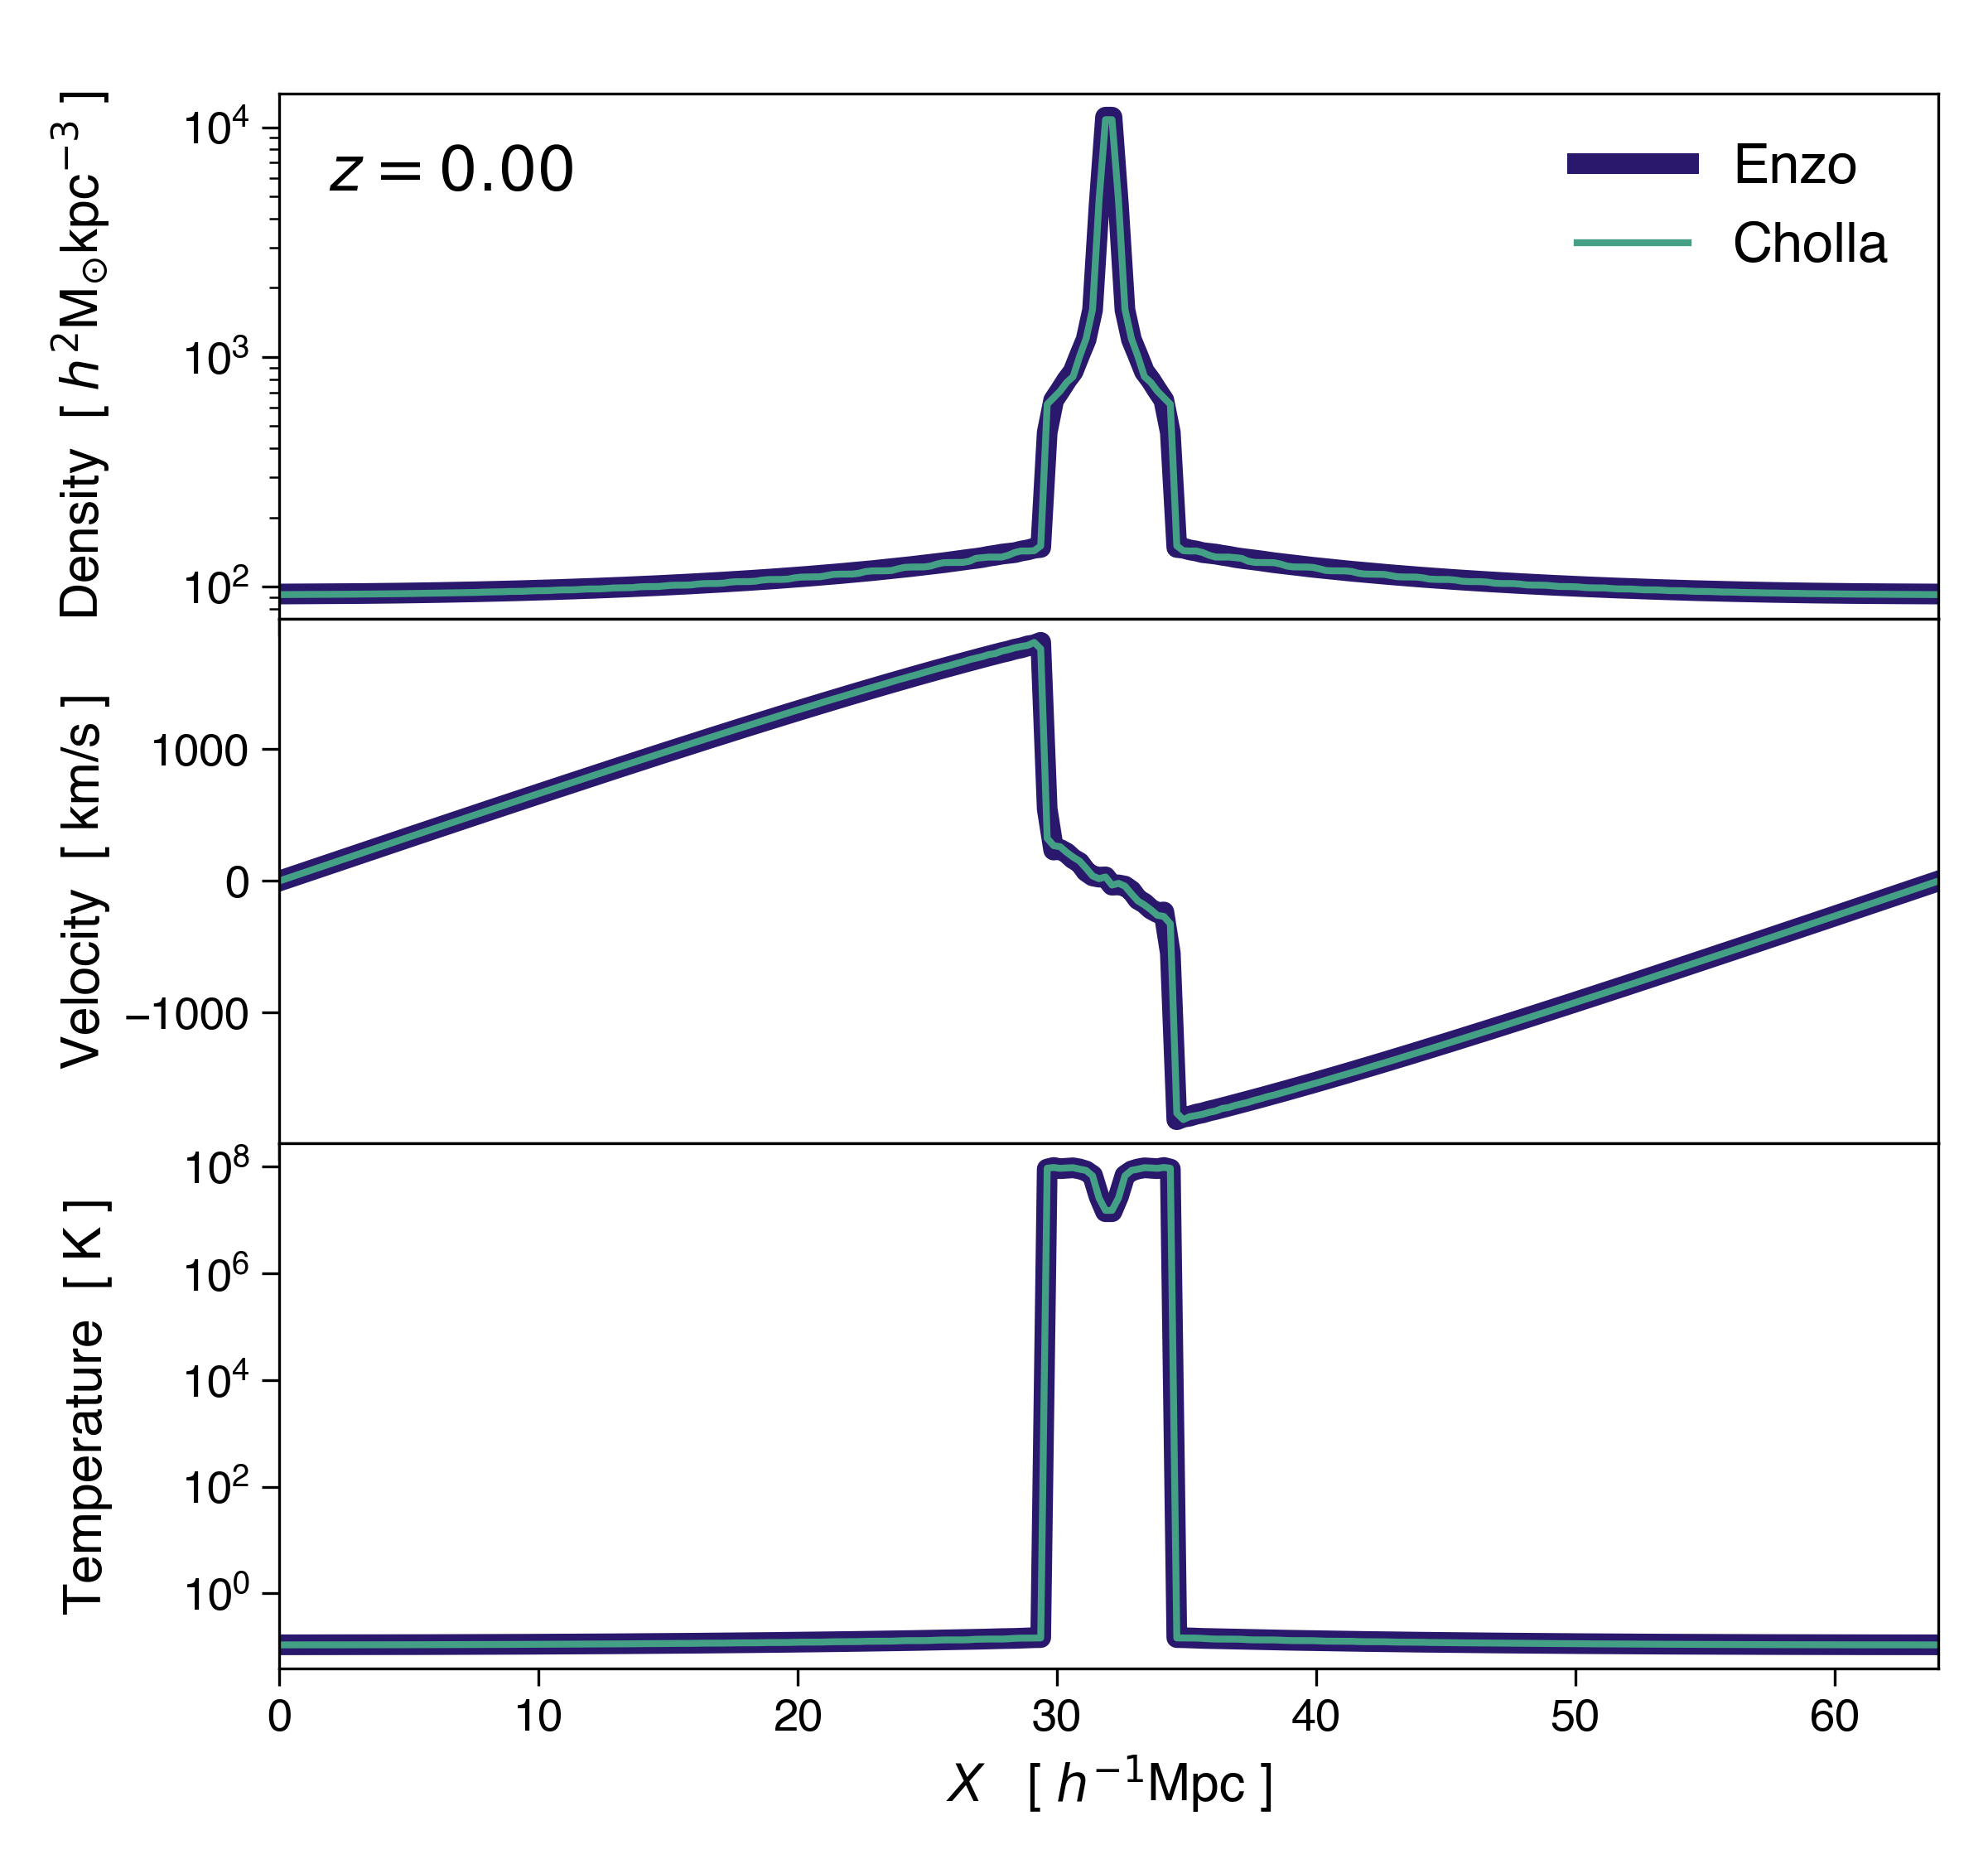 z = 0.00
Enzo
Cholla
Density [ h²M⊙kpc⁻³ ]
10⁴
10³
10²
Velocity [ km/s ]
1000
0
−1000
Temperature [ K ]
10⁸
10⁶
10⁴
10²
10⁰
0 10 20 30 40 50 60
X [ h⁻¹Mpc ]